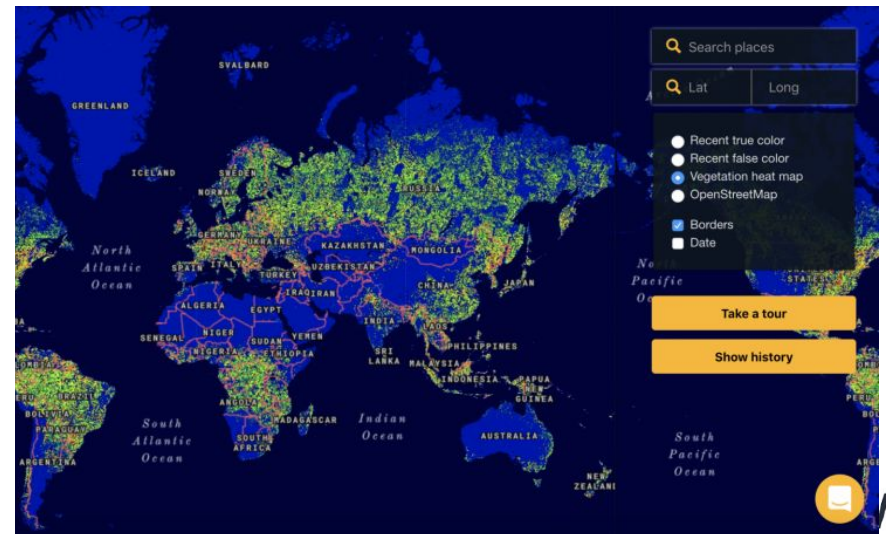 SVALBARD
GREENLAND
ICELAND
SWEDEN
NORWAY
RUSSIA
GERMANY
UKRAINE
KAZAKHSTAN
MONGOLIA
North
Atlantic
Ocean
SPAIN
ITALY
TURKEY
UZBEKISTAN
CHINA
JAPAN
IRAQ
IRAN
ALGERIA
EGYPT
INDIA
LAOS
NIGER
SUDAN
YEMEN
SENEGAL
NIGERIA
ETHIOPIA
SRI
LANKA
PHILIPPINES
MALAYSIA
INDONESIA
PAPUA
NEW
GUINEA
BRAZIL
BOLIVIA
PARAGUAY
ARGENTINA
ANGOLA
MADAGASCAR
SOUTH
AFRICA
South
Atlantic
Ocean
Indian
Ocean
AUSTRALIA
NEW
ZEALAN
South
Pacific
Ocean
Pacific
STATES
PERU
Search places
Lat Long
Recent true color
Recent false color
Vegetation heat map
OpenStreetMap
Borders
Date
Take a tour
Show history